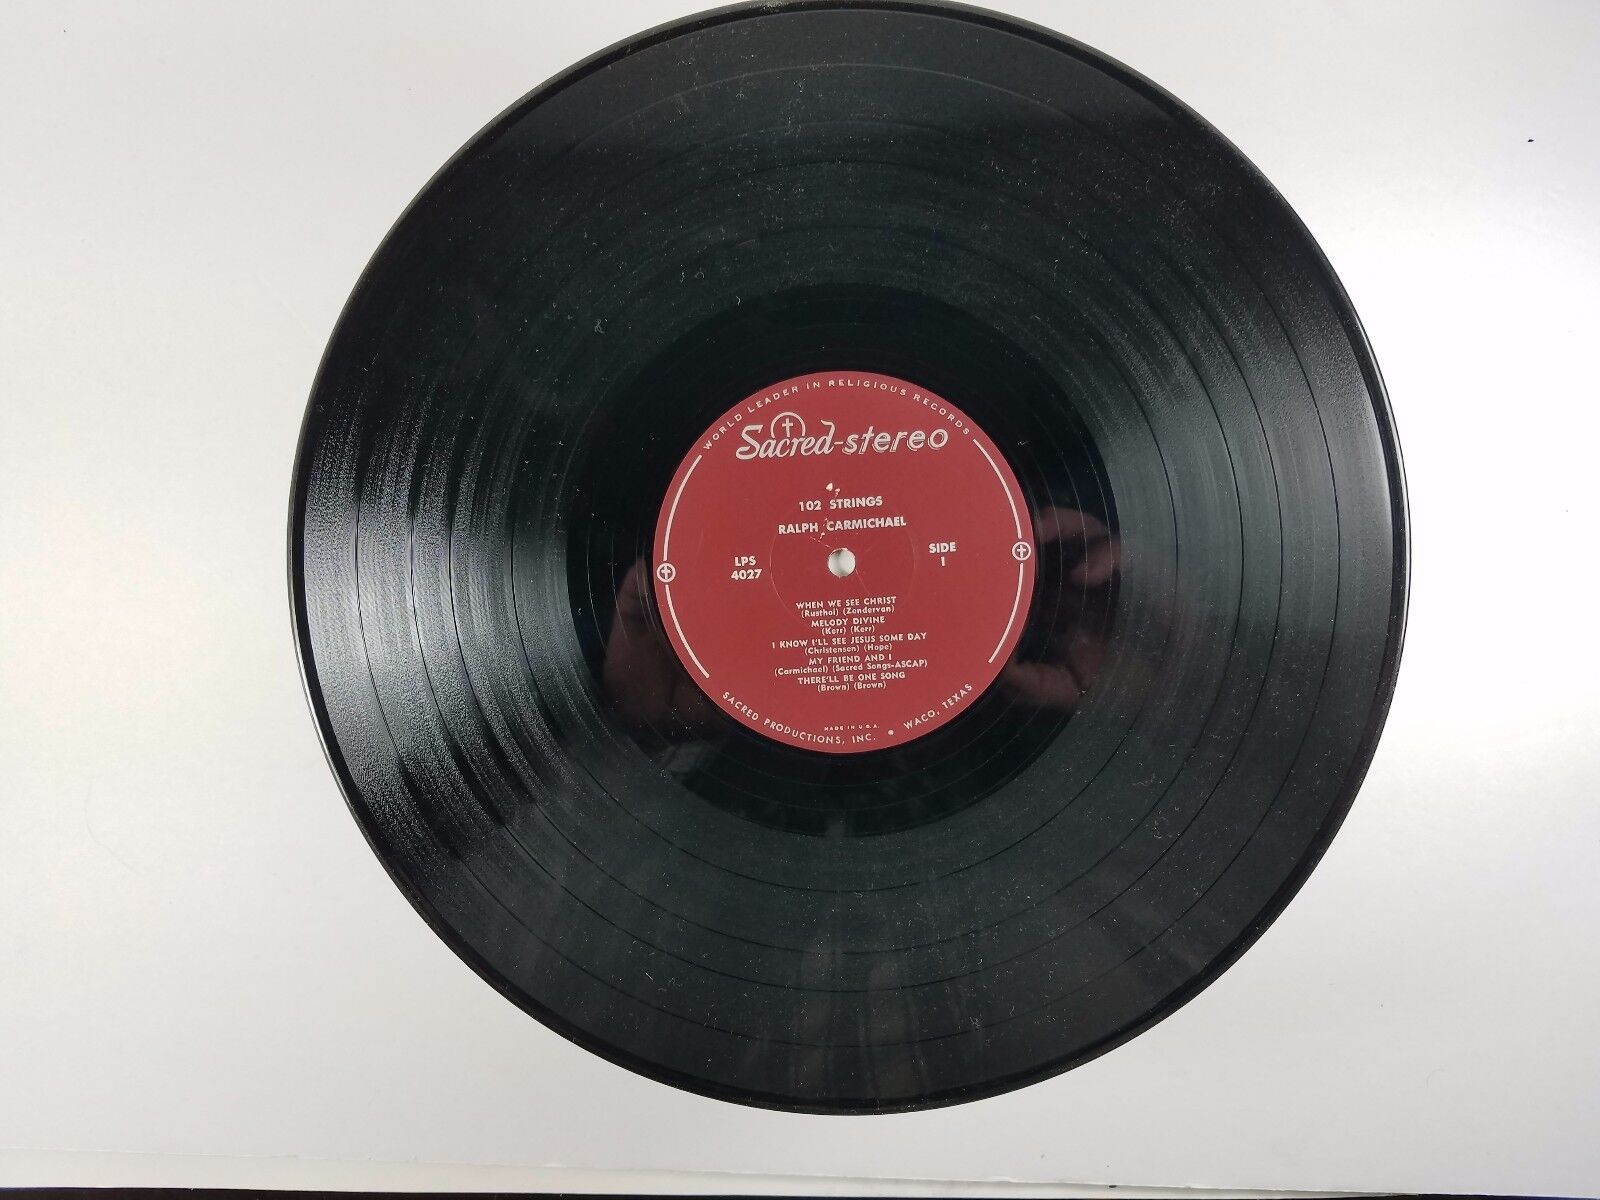 WORLD LEADER IN RELIGIOUS RECORDS
Sacred-stereo
102 STRINGS
RALPH CARMICHAEL
LPS
4027
SIDE
1
WHEN WE SEE CHRIST
(Rusthoi) (Zondervan)
MELODY DIVINE
(Kerr) (Kerr)
I KNOW I'LL SEE JESUS SOME DAY
(Christensen) (Hope)
MY FRIEND AND I
(Carmichael) (Sacred Songs-ASCAP)
THERE'LL BE ONE SONG
(Brown) (Brown)
MADE IN U.S.A.
SACRED PRODUCTIONS, INC. • WACO, TEXAS